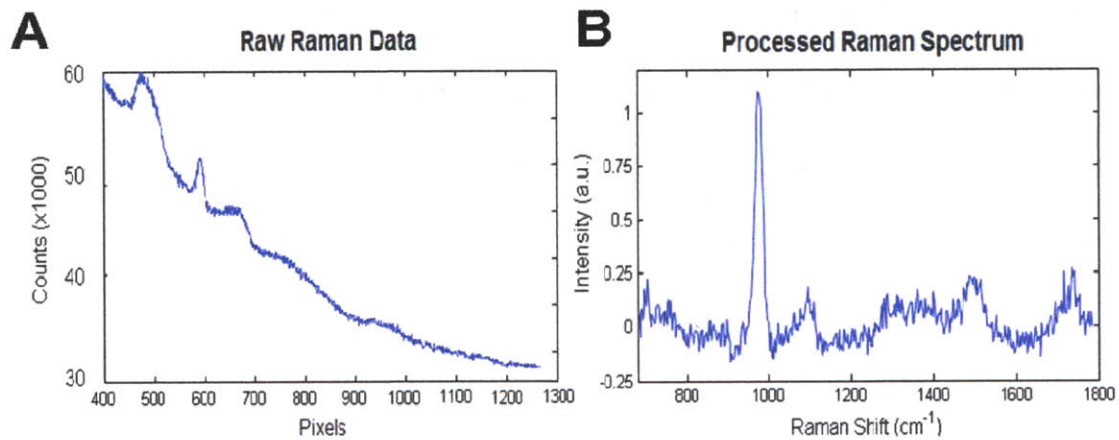 A
Raw Raman Data
60
50
40
30
Counts (x1000)
400 500 600 700 800 900 1000 1100 1200 1300
Pixels
B
Processed Raman Spectrum
1
0.75
0.5
0.25
0
-0.25
Intensity (a.u.)
800 1000 1200 1400 1600 1800
Raman Shift (cm⁻¹)